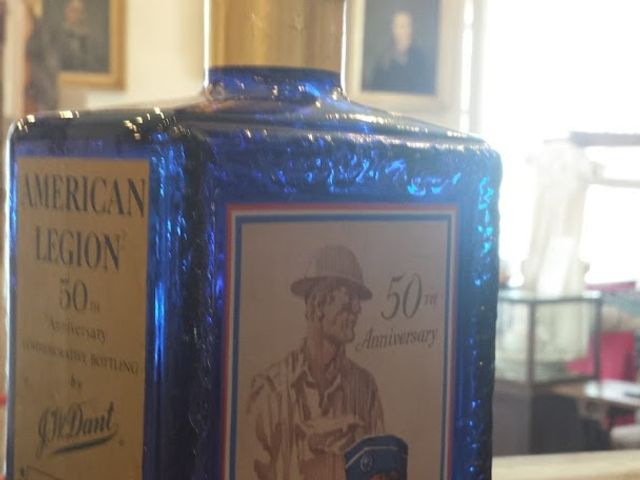 AMERICAN
LEGION
50TH
Anniversary
COMMEMORATIVE BOTTLING
by
J.W. Dant
50TH
Anniversary